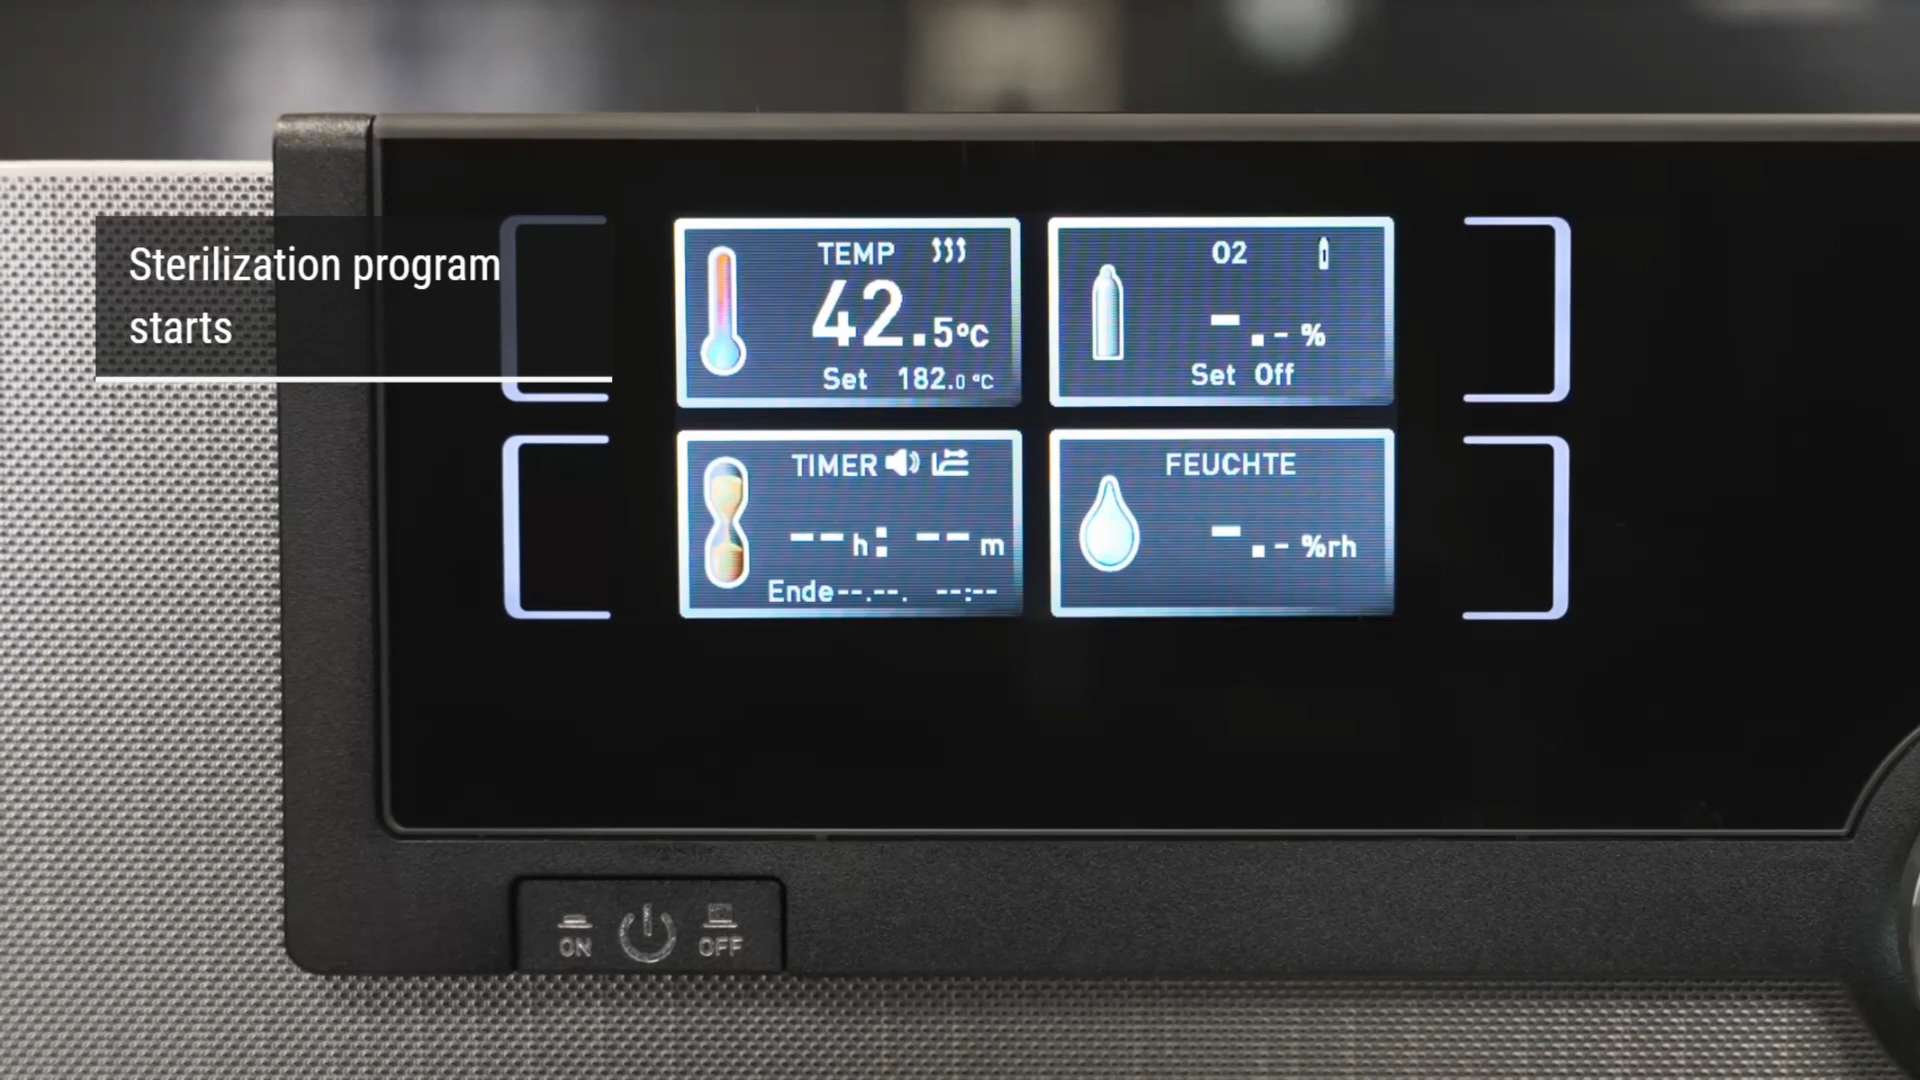 Sterilization program
starts
TEMP
42.5°C
Set 182.0 °C
O2
-.- %
Set Off
TIMER
--h: --m
Ende--.--. --:--
FEUCHTE
-.- %rh
ON OFF